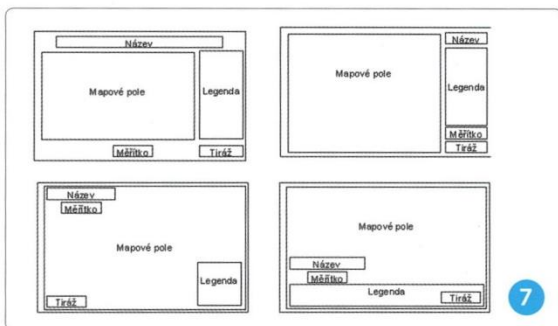 Název
Mapové pole
Legenda
Měřítko
Tiráž
Název
Mapové pole
Legenda
Měřítko
Tiráž
Název
Měřítko
Mapové pole
Legenda
Tiráž
Mapové pole
Název
Měřítko
Legenda
Tiráž
7